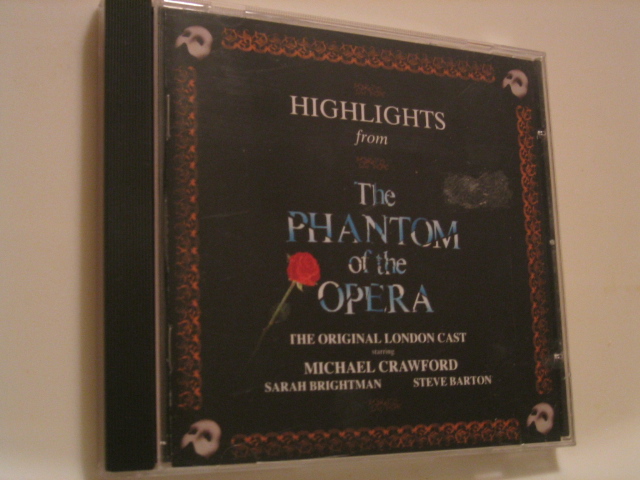 HIGHLIGHTS
from
The
PHANTOM
of the
OPERA
THE ORIGINAL LONDON CAST
starring
MICHAEL CRAWFORD
SARAH BRIGHTMAN STEVE BARTON